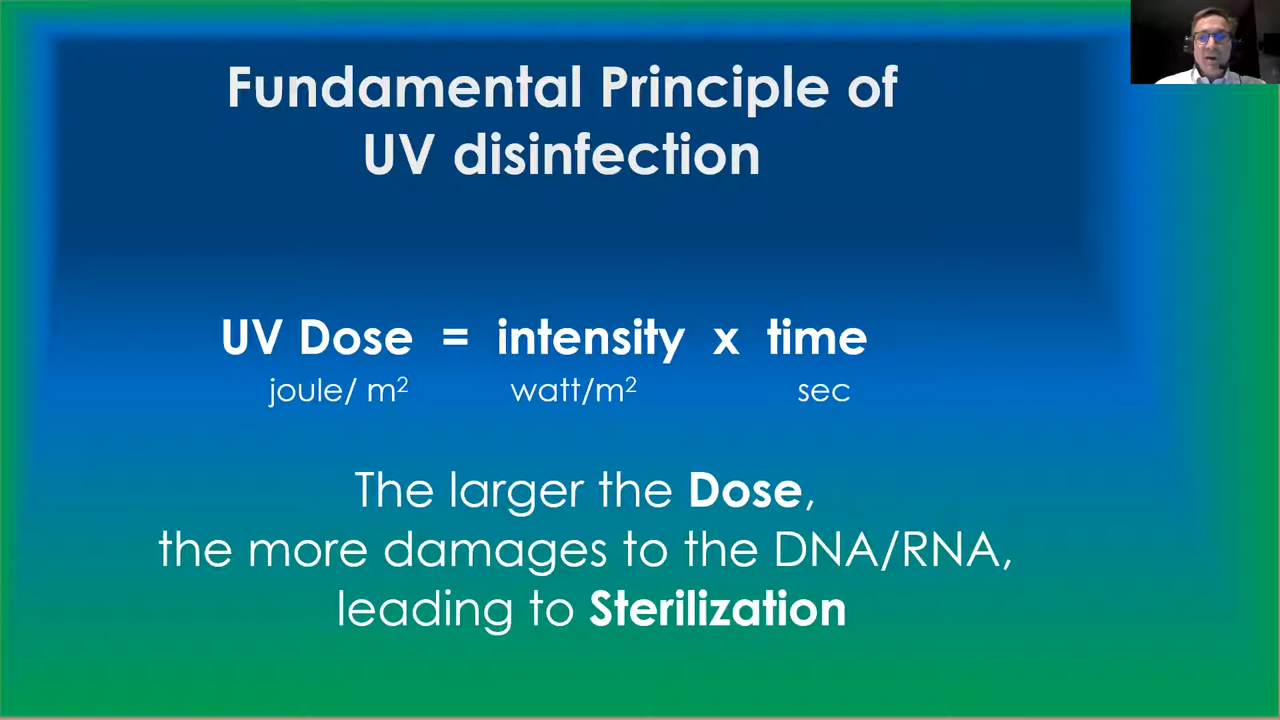 Fundamental Principle of
UV disinfection
UV Dose = intensity x time
joule/ m² watt/m² sec
The larger the Dose,
the more damages to the DNA/RNA,
leading to Sterilization